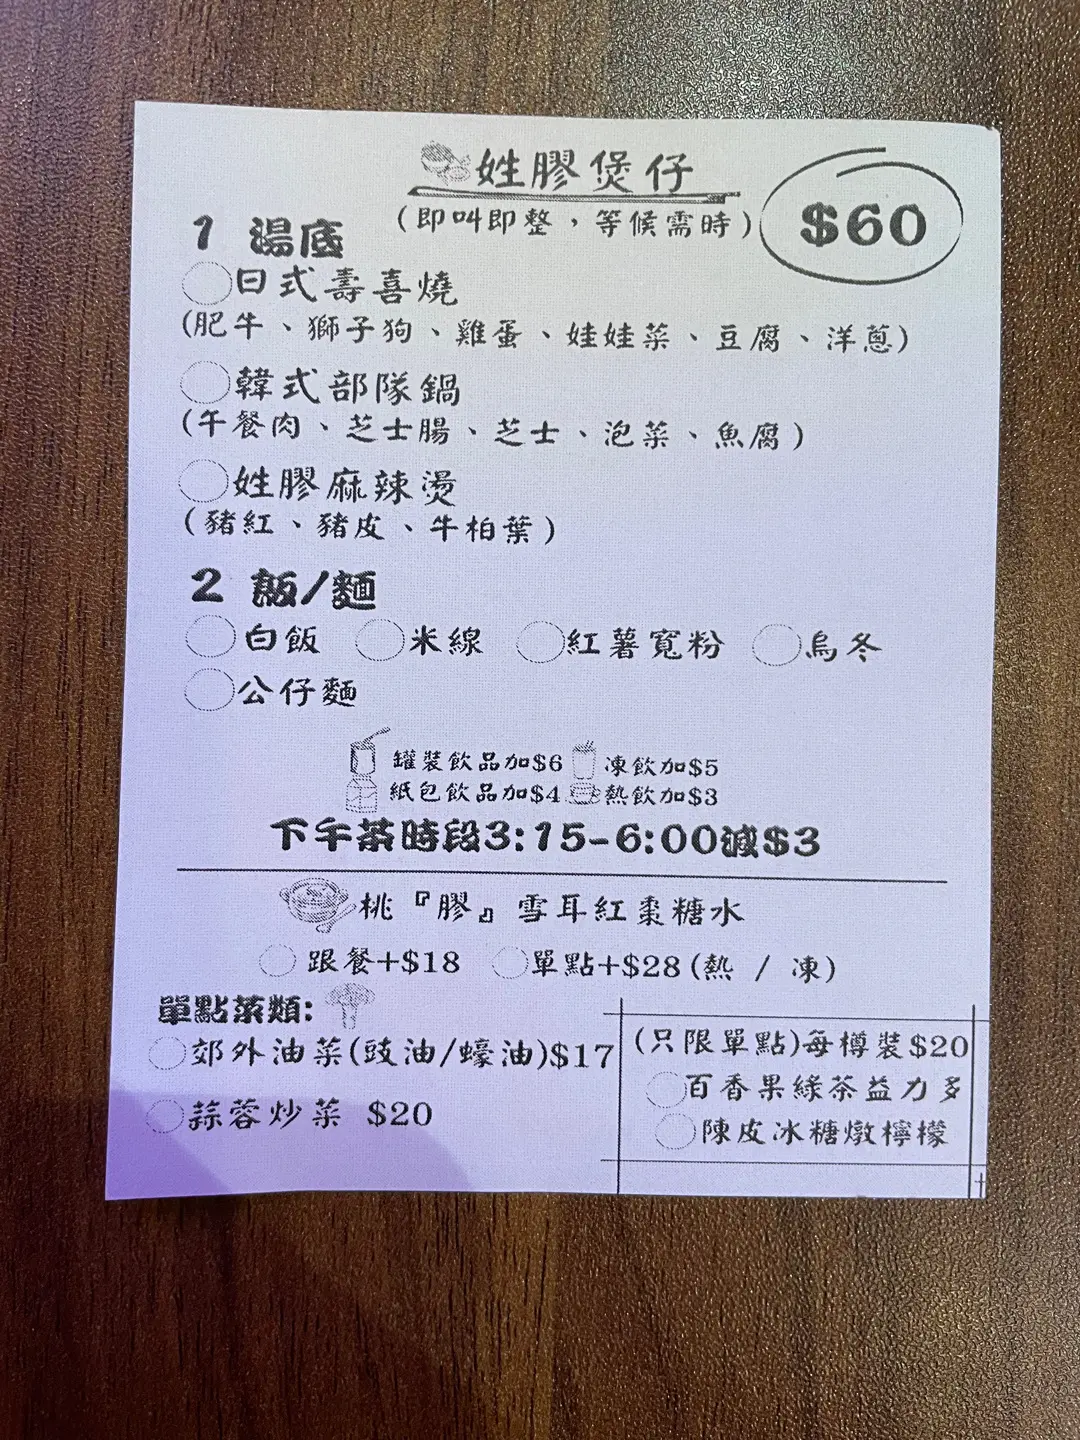 姓膠煲仔
(即叫即整，等候需時)
$60
1 湯底
日式壽喜燒
(肥牛、獅子狗、雞蛋、娃娃菜、豆腐、洋蔥)
韓式部隊鍋
(午餐肉、芝士腸、芝士、泡菜、魚腐)
姓膠麻辣燙
(豬紅、豬皮、牛柏葉)
2 飯/麵
白飯 米線 紅薯寬粉 烏冬
公仔麵
罐裝飲品加$6 凍飲加$5
紙包飲品加$4 熱飲加$3
下午茶時段3:15-6:00減$3
桃『膠』雪耳紅棗糖水
跟餐+$18 單點+$28(熱 / 凍)
單點菜類:
郊外油菜(豉油/蠔油)$17
蒜蓉炒菜 $20
(只限單點)每樽裝$20
百香果綠茶益力多
陳皮冰糖燉檸檬